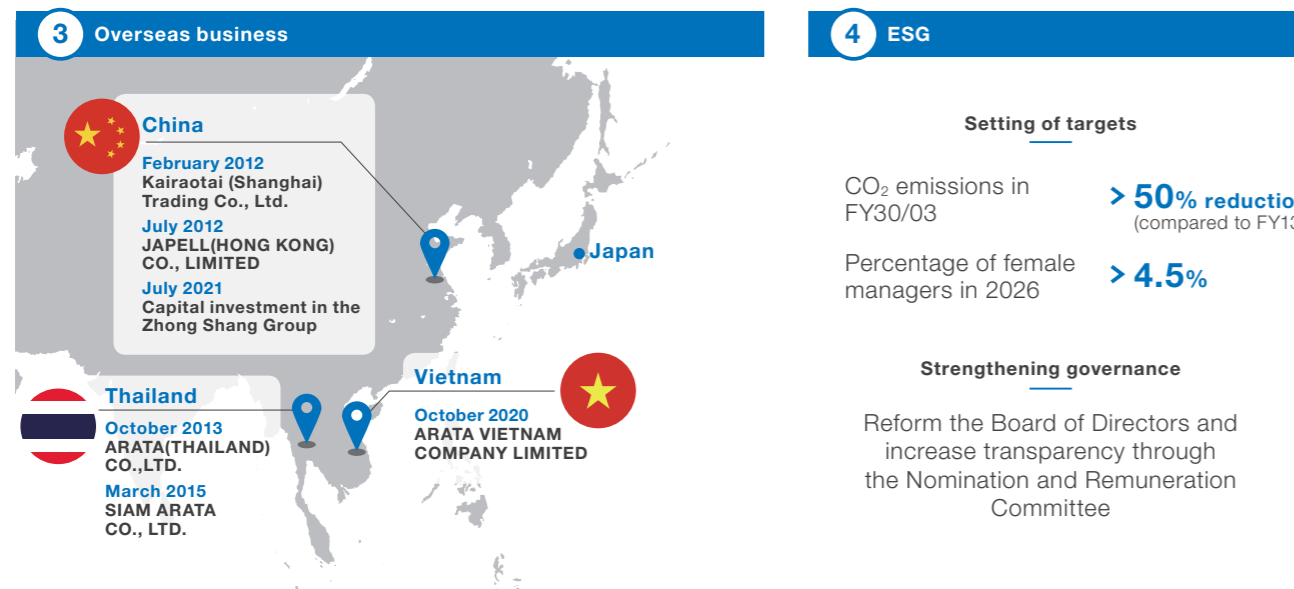 3 Overseas business
China
February 2012
Kairaotai (Shanghai)
Trading Co., Ltd.
July 2012
JAPELL(HONG KONG)
CO., LIMITED
July 2021
Capital investment in the
Zhong Shang Group
Japan
Thailand
October 2013
ARATA(THAILAND)
CO.,LTD.
March 2015
SIAM ARATA
CO., LTD.
Vietnam
October 2020
ARATA VIETNAM
COMPANY LIMITED
4 ESG
Setting of targets
CO₂ emissions in
FY30/03
> 50% reductio
(compared to FY13
Percentage of female
managers in 2026
> 4.5%
Strengthening governance
Reform the Board of Directors and
increase transparency through
the Nomination and Remuneration
Committee